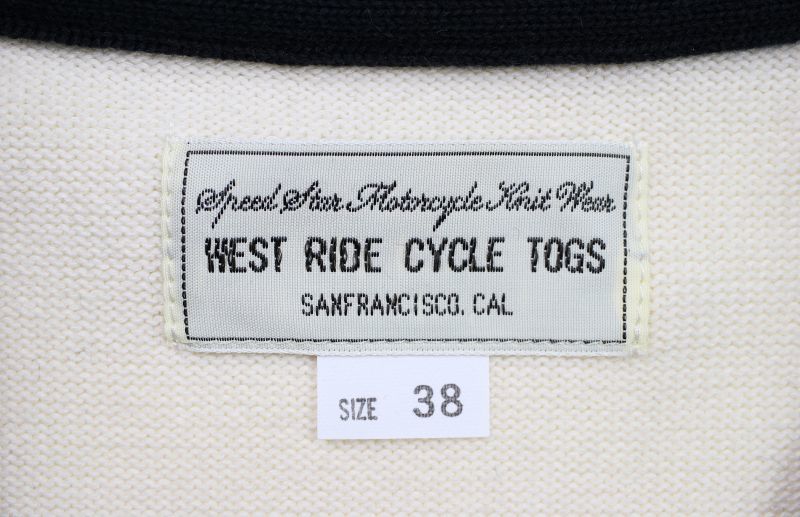 Speed Star Motorcycle Knit Wear
WEST RIDE CYCLE TOGS
SANFRANCISCO. CAL
SIZE 38